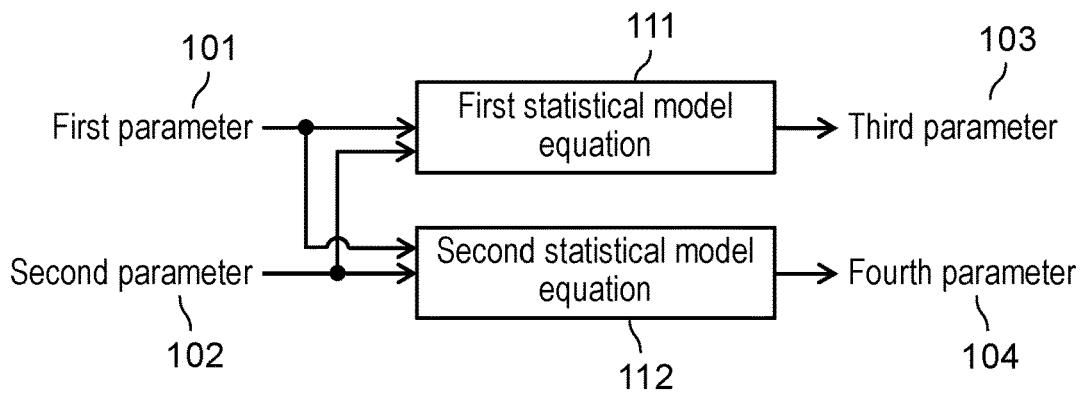 111
101
103
First parameter
First statistical model
equation
Third parameter
Second parameter
Second statistical model
equation
Fourth parameter
102
112
104